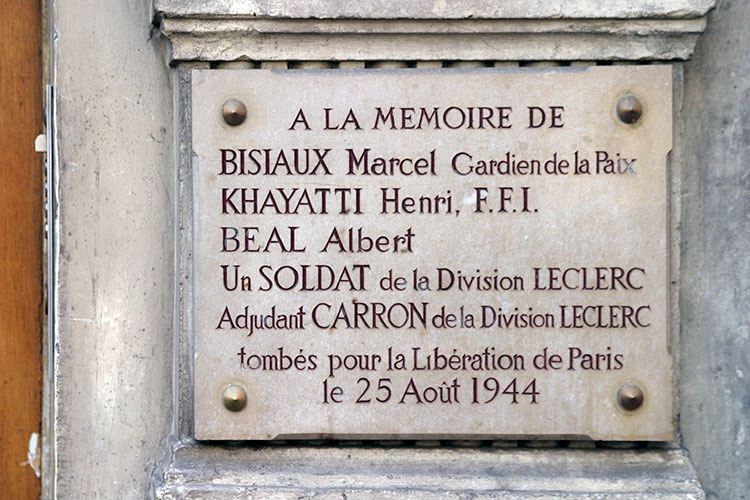 A LA MEMOIRE DE
BISIAUX Marcel Gardien de la Paix
KHAYATTI Henri, F.F.I.
BEAL Albert
Un SOLDAT de la Division LECLERC
Adjudant CARRON de la Division LECLERC
tombés pour la Libération de Paris
le 25 Août 1944